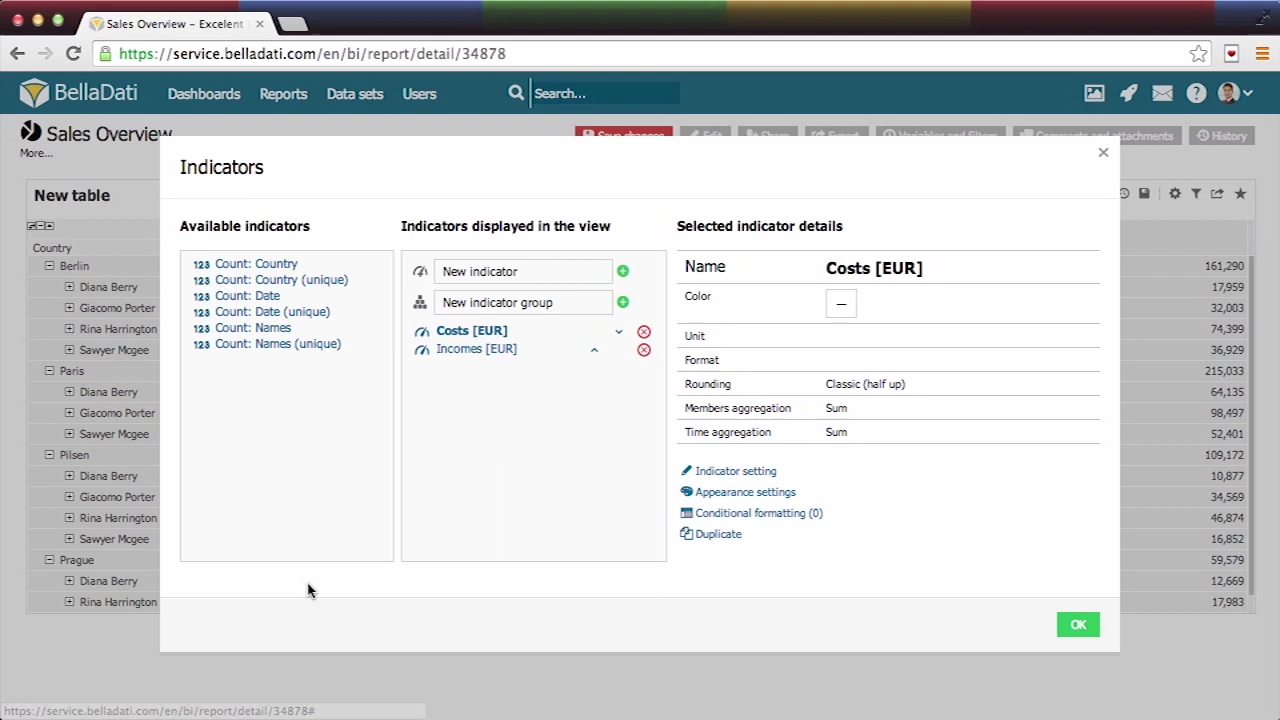 Sales Overview – Excelent
https://service.belladati.com/en/bi/report/detail/34878
BellaDati Dashboards Reports Data sets Users Search...
Sales Overview Save changes Edit Share Export Variables and filters Comments and attachments History
More...
Indicators
New table
Available indicators Indicators displayed in the view Selected indicator details
Country
Count: Country
Count: Country (unique)
Count: Date
Count: Date (unique)
Count: Names
Count: Names (unique)
New indicator
New indicator group
Costs [EUR]
Incomes [EUR]
Name Costs [EUR]
Color
Unit
Format
Rounding Classic (half up)
Members aggregation Sum
Time aggregation Sum
Indicator setting
Appearance settings
Conditional formatting (0)
Duplicate
OK
Berlin 161,290
Diana Berry 17,959
Giacomo Porter 32,003
Rina Harrington 74,399
Sawyer Mcgee 36,929
Paris 215,033
Diana Berry 64,135
Giacomo Porter 98,497
Sawyer Mcgee 52,401
Pilsen 109,172
Diana Berry 10,877
Giacomo Porter 34,569
Rina Harrington 46,874
Sawyer Mcgee 16,852
Prague 59,579
Diana Berry 12,669
Rina Harrington 17,983
https://service.belladati.com/en/bi/report/detail/34878#